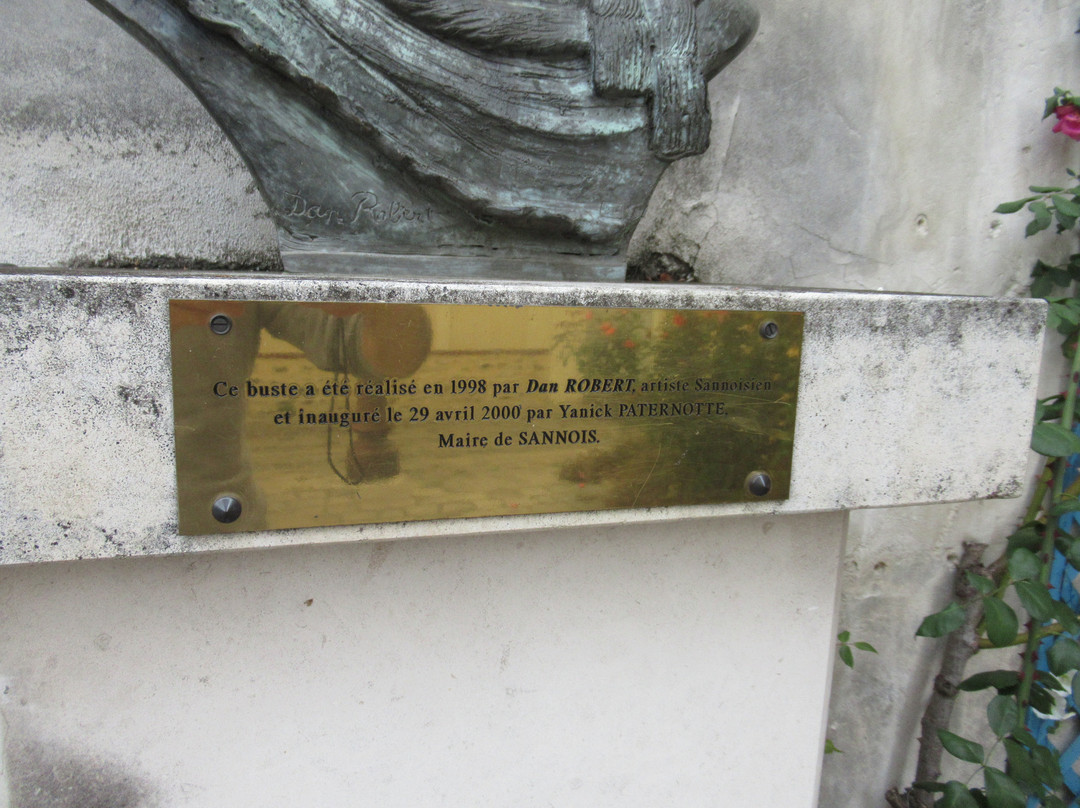 Dan Robert
Ce buste a été réalisé en 1998 par Dan ROBERT, artiste Sannoisien
et inauguré le 29 avril 2000 par Yanick PATERNOTTE,
Maire de SANNOIS.